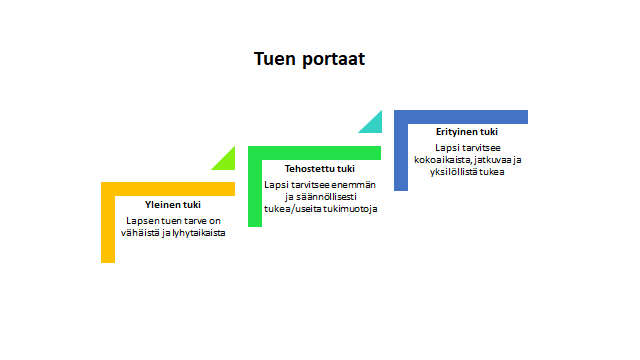 Tuen portaat
Yleinen tuki
Lapsen tuen tarve on
vähäistä ja lyhytaikaista
Tehostettu tuki
Lapsi tarvitsee enemmän
ja säännöllisesti
tukea/useita tukimuotoja
Erityinen tuki
Lapsi tarvitsee
kokoaikaista, jatkuvaa ja
yksilöllistä tukea